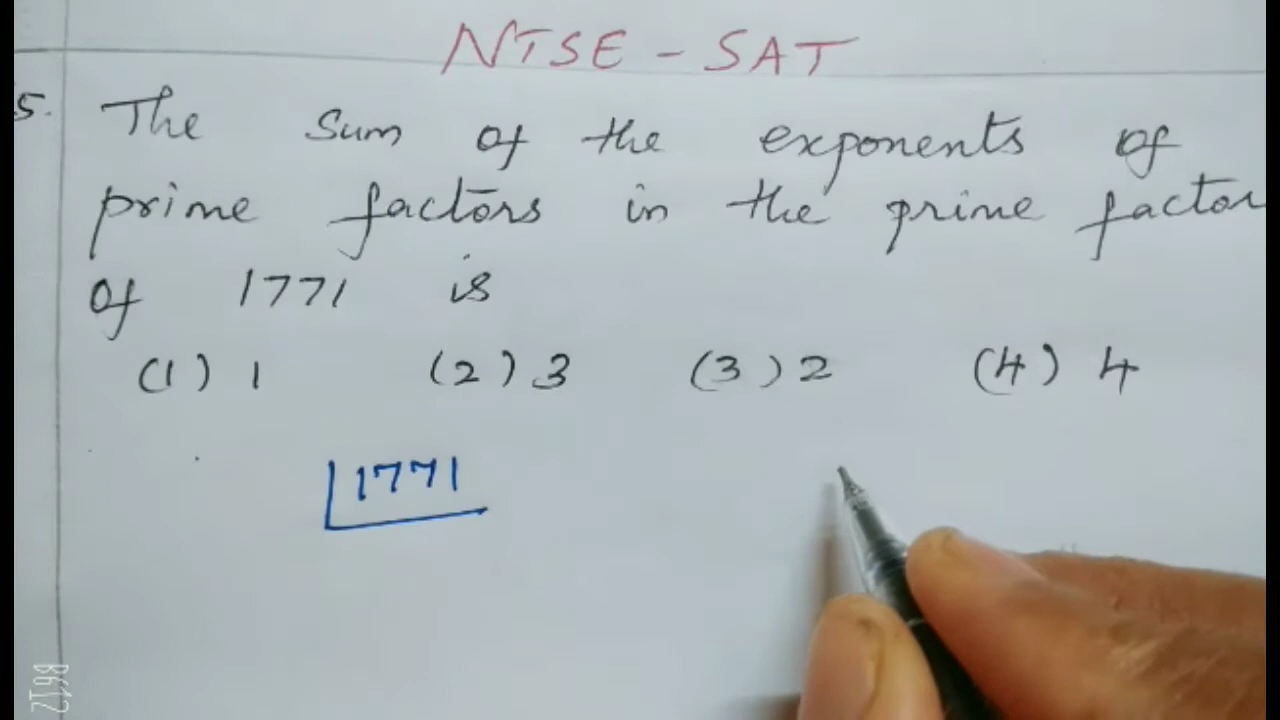 NTSE - SAT
5. The sum of the exponents of
prime factors in the prime factor
of 1771 is
(1) 1 (2) 3 (3) 2 (4) 4
1771
B612